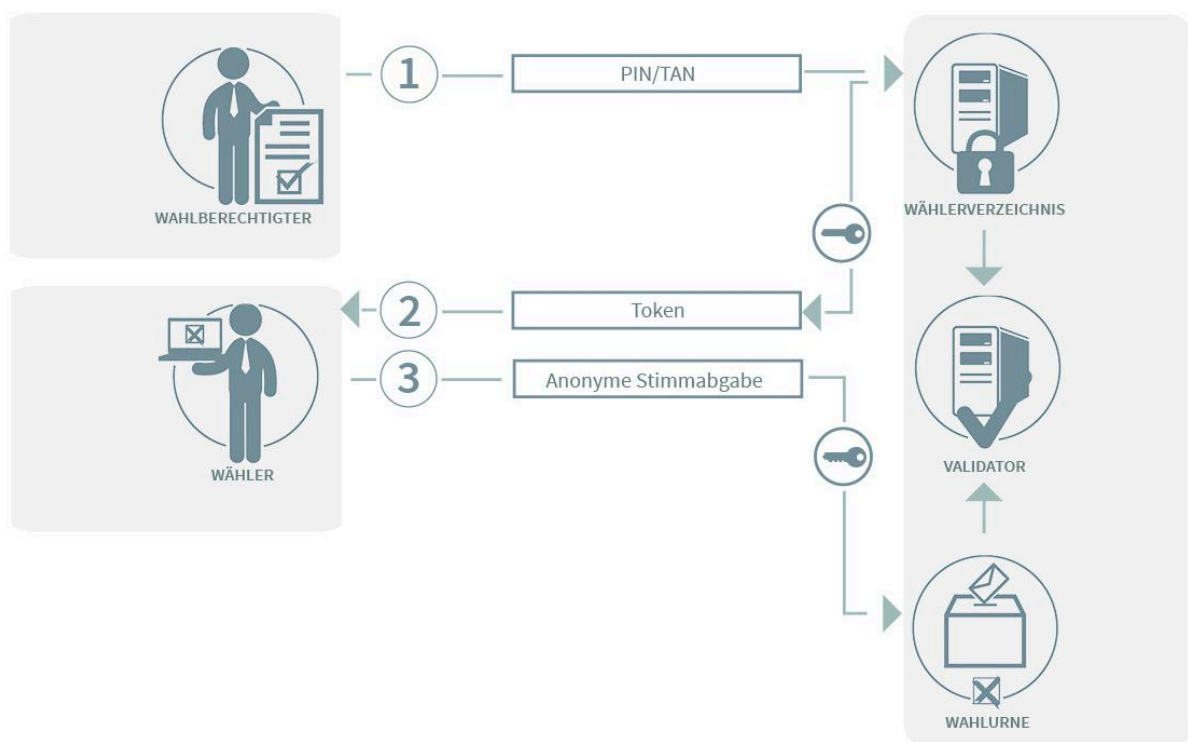 1
PIN/TAN
WAHLBERECHTIGTER
WÄHLERVERZEICHNIS
2
Token
3
Anonyme Stimmabgabe
WÄHLER
VALIDATOR
WAHLURNE